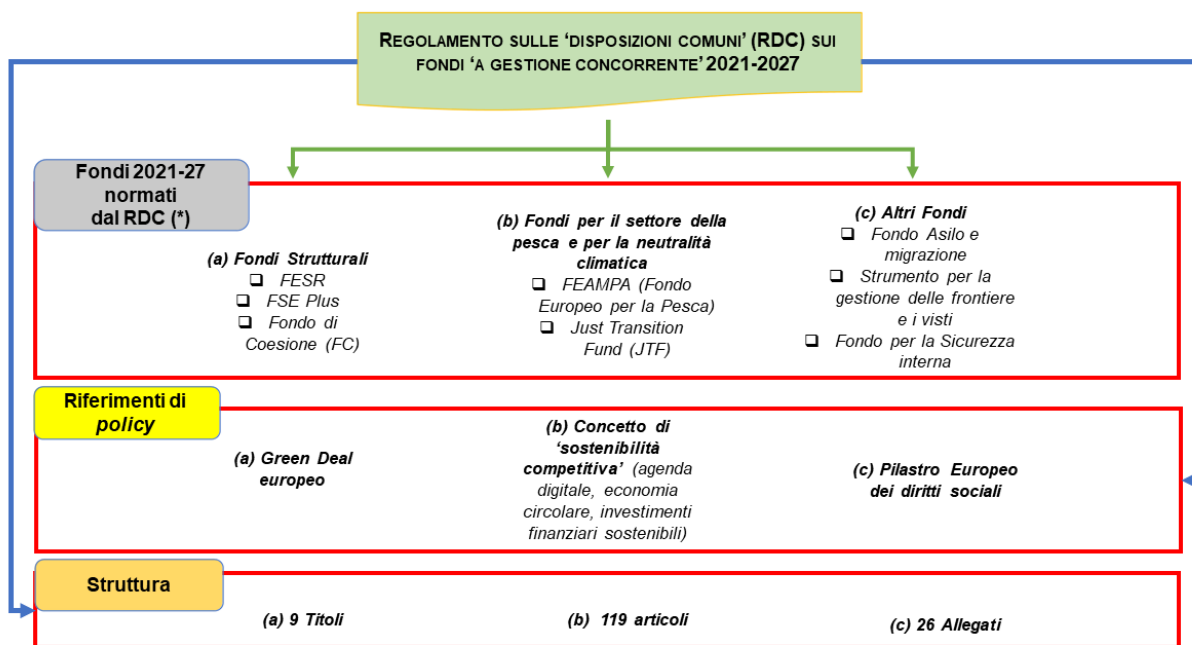 REGOLAMENTO SULLE ‘DISPOSIZIONI COMUNI’ (RDC) SUI
FONDI ‘A GESTIONE CONCORRENTE’ 2021-2027
Fondi 2021-27
normati
dal RDC (*)
(a) Fondi Strutturali
❑ FESR
❑ FSE Plus
❑ Fondo di
Coesione (FC)
(b) Fondi per il settore della
pesca e per la neutralità
climatica
❑ FEAMPA (Fondo
Europeo per la Pesca)
❑ Just Transition
Fund (JTF)
(c) Altri Fondi
❑ Fondo Asilo e
migrazione
❑ Strumento per la
gestione delle frontiere
e i visti
❑ Fondo per la Sicurezza
interna
Riferimenti di
policy
(a) Green Deal
europeo
(b) Concetto di
‘sostenibilità
competitiva’ (agenda
digitale, economia
circolare, investimenti
finanziari sostenibili)
(c) Pilastro Europeo
dei diritti sociali
Struttura
(a) 9 Titoli
(b) 119 articoli
(c) 26 Allegati